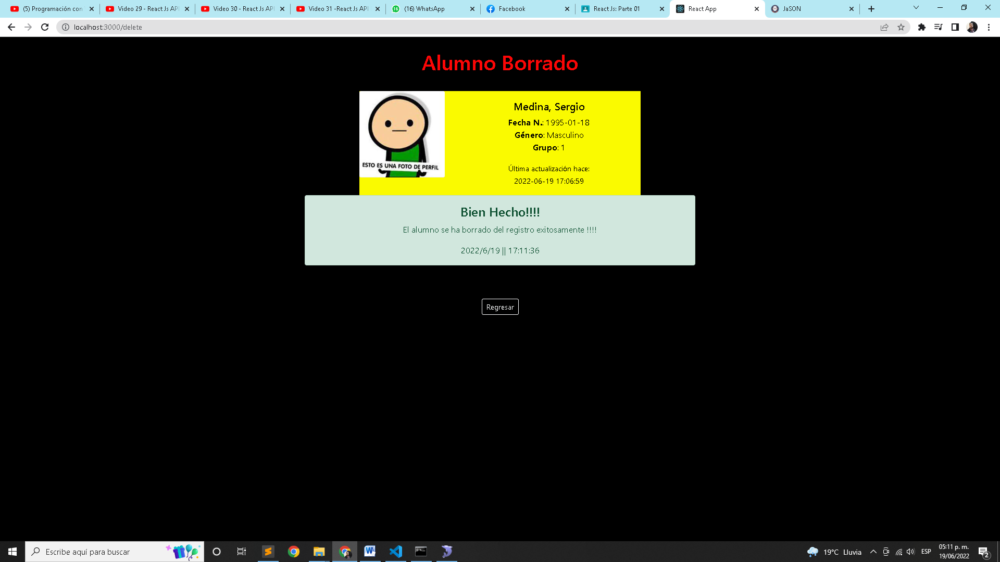 (5) Programación con
Video 29 - React Js API
Video 30 - React Js API
Video 31 -React Js API
(16) WhatsApp
Facebook
React Js: Parte 01
React App
JaSON
localhost:3000/delete
Alumno Borrado
ESTO ES UNA FOTO DE PERFIL
Medina, Sergio
Fecha N.: 1995-01-18
Género: Masculino
Grupo: 1
Última actualización hace:
2022-06-19 17:06:59
Bien Hecho!!!!
El alumno se ha borrado del registro exitosamente !!!!
2022/6/19 || 17:11:36
Regresar
Escribe aquí para buscar
19°C Lluvia
ESP
05:11 p. m.
19/06/2022
2